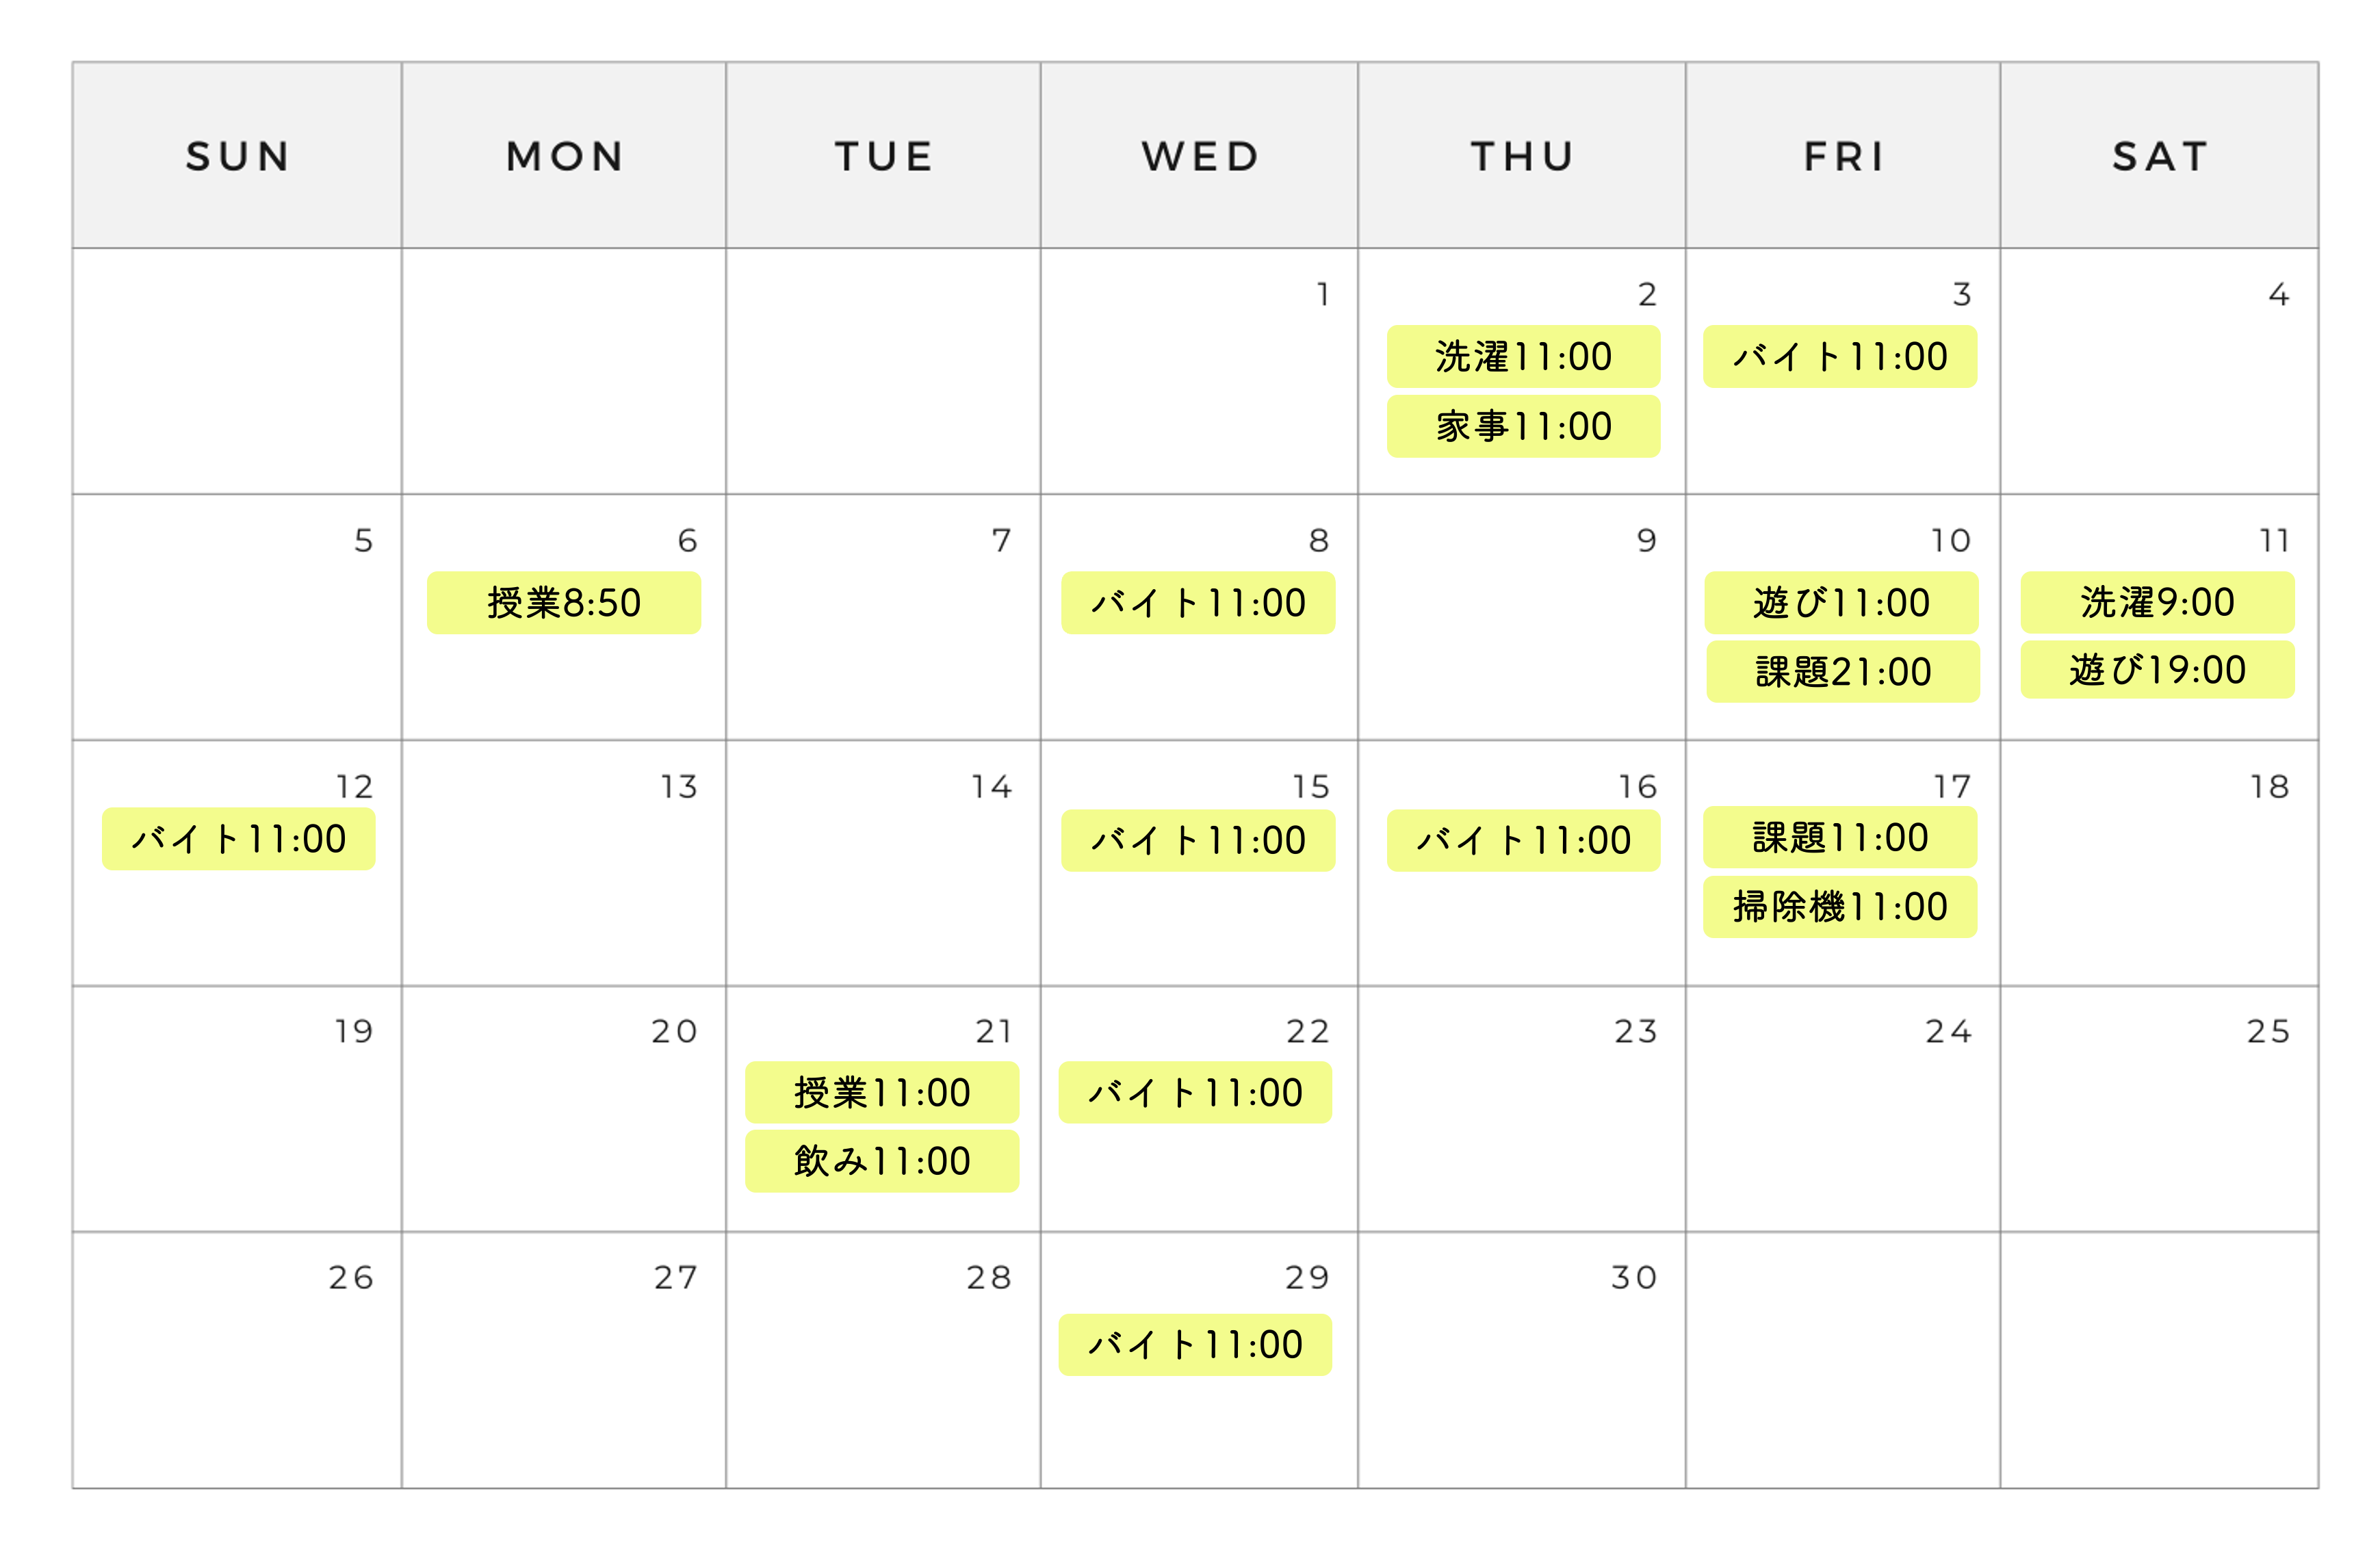 SUN MON TUE WED THU FRI SAT
1 2 3 4
洗濯11:00 バイト11:00
家事11:00
5 6 7 8 9 10 11
授業8:50 バイト11:00 遊び11:00 洗濯9:00
課題21:00 遊び19:00
12 13 14 15 16 17 18
バイト11:00 バイト11:00 バイト11:00 課題11:00
掃除機11:00
19 20 21 22 23 24 25
授業11:00 バイト11:00
飲み11:00
26 27 28 29 30
バイト11:00